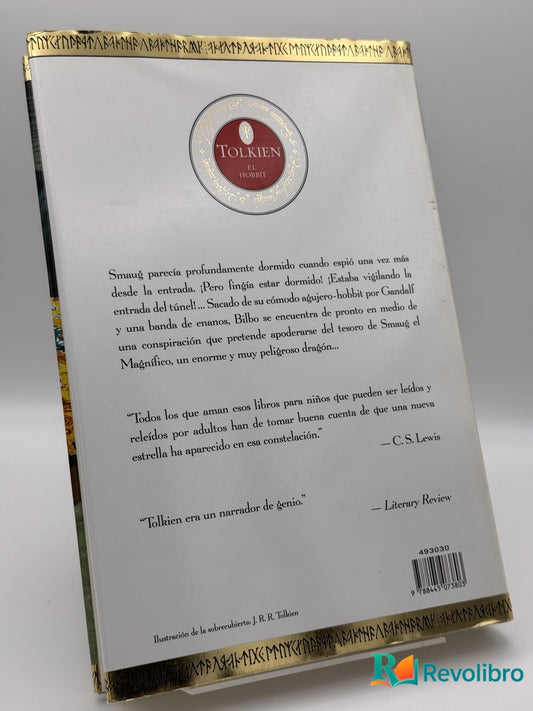 TOLKIEN
EL
HOBBIT
Smaug parecía profundamente dormido cuando espió una vez más
desde la entrada. ¡Pero fingía estar dormido! ¡Estaba vigilando la
entrada del túnel!... Sacado de su cómodo agujero-hobbit por Gandalf
y una banda de enanos, Bilbo se encuentra de pronto en medio de
una conspiración que pretende apoderarse del tesoro de Smaug el
Magnífico, un enorme y muy peligroso dragón...
“Todos los que aman esos libros para niños que pueden ser leídos y
releídos por adultos han de tomar buena cuenta de que una nueva
estrella ha aparecido en esa constelación.”
— C. S. Lewis
“Tolkien era un narrador de genio.”
— Literary Review
493030
9 788445 073803
Ilustración de la sobrecubierta: J. R. R. Tolkien
Revolibro